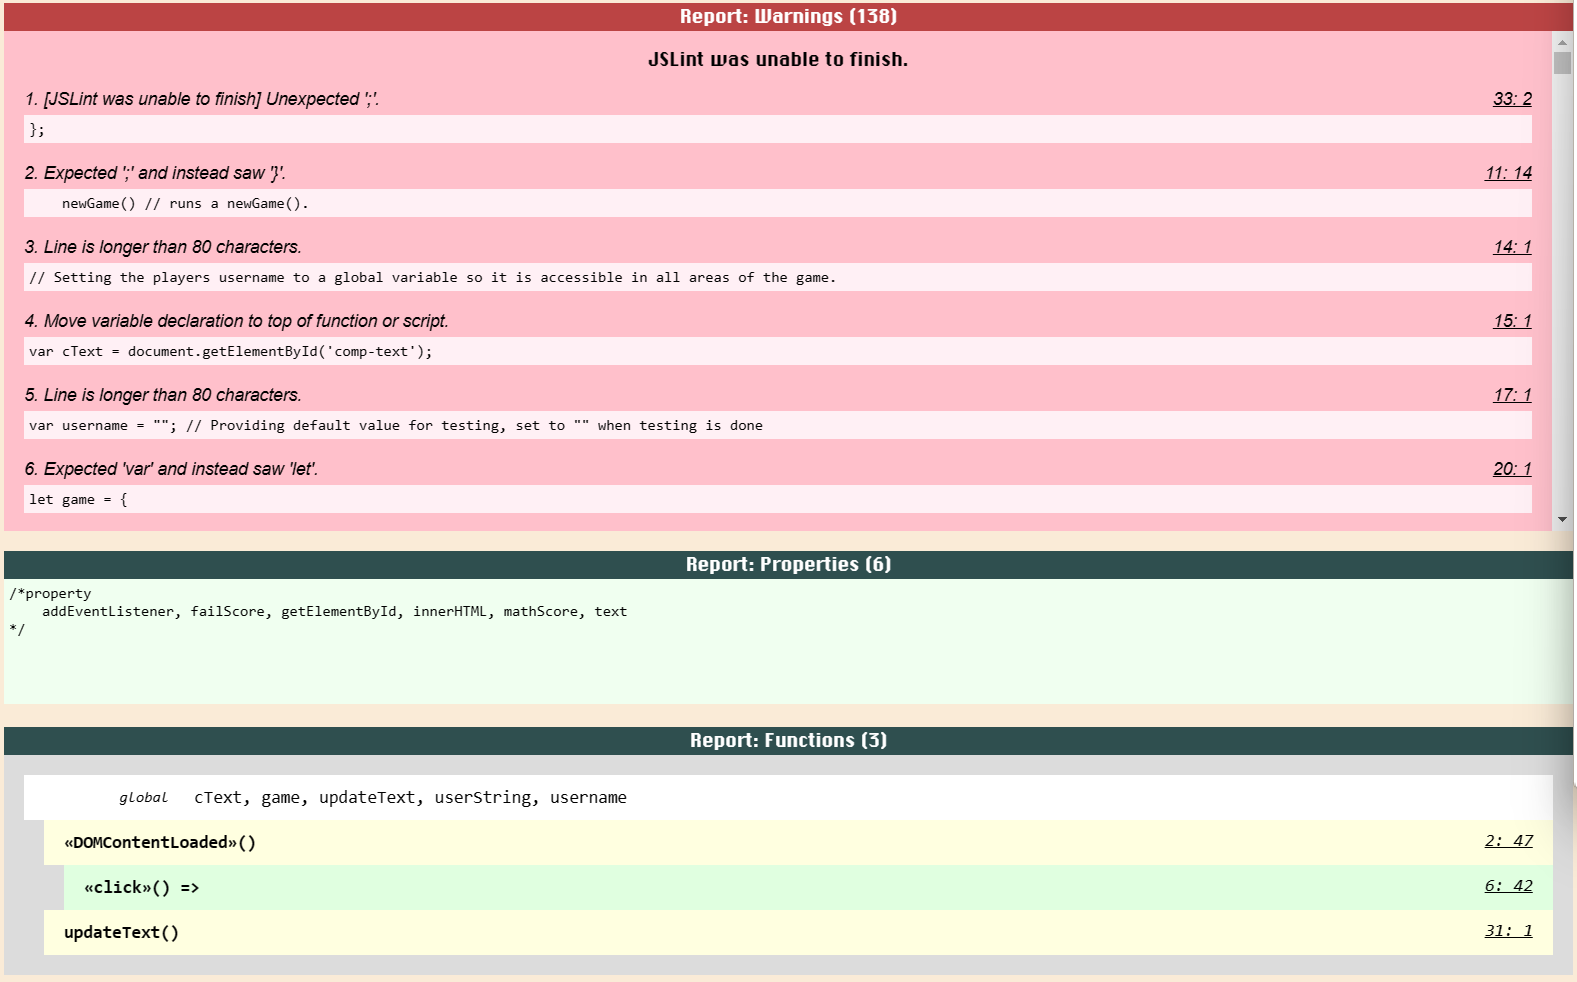 Report: Warnings (138)
JSLint was unable to finish.
1. [JSLint was unable to finish] Unexpected ';'. 33: 2
};
2. Expected ';' and instead saw '}'. 11: 14
newGame() // runs a newGame().
3. Line is longer than 80 characters. 14: 1
// Setting the players username to a global variable so it is accessible in all areas of the game.
4. Move variable declaration to top of function or script. 15: 1
var cText = document.getElementById('comp-text');
5. Line is longer than 80 characters. 17: 1
var username = ""; // Providing default value for testing, set to "" when testing is done
6. Expected 'var' and instead saw 'let'. 20: 1
let game = {
Report: Properties (6)
/*property
addEventListener, failScore, getElementById, innerHTML, mathScore, text
*/
Report: Functions (3)
global cText, game, updateText, userString, username
«DOMContentLoaded»() 2: 47
«click»() => 6: 42
updateText() 31: 1